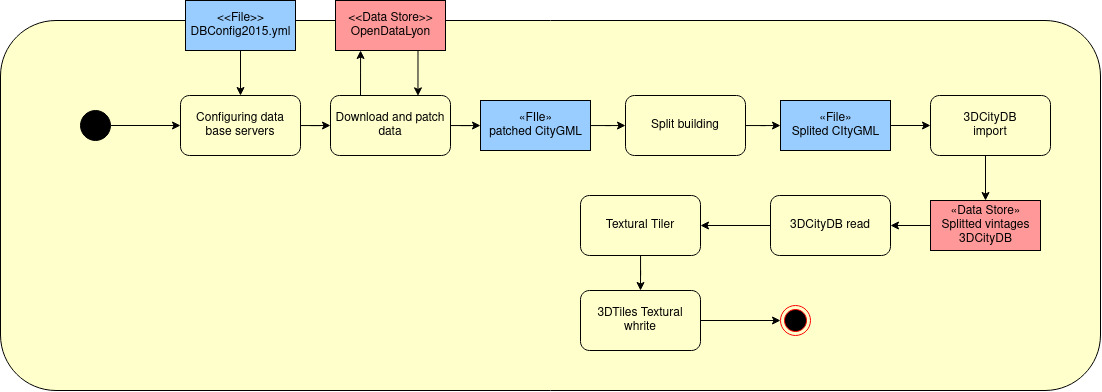 <<File>>
DBConfig2015.yml
<<Data Store>>
OpenDataLyon
Configuring data
base servers
Download and patch
data
«FIle»
patched CityGML
Split building
«File»
Splited CItyGML
3DCityDB
import
Textural Tiler
3DCityDB read
«Data Store»
Splitted vintages
3DCityDB
3DTiles Textural
whrite